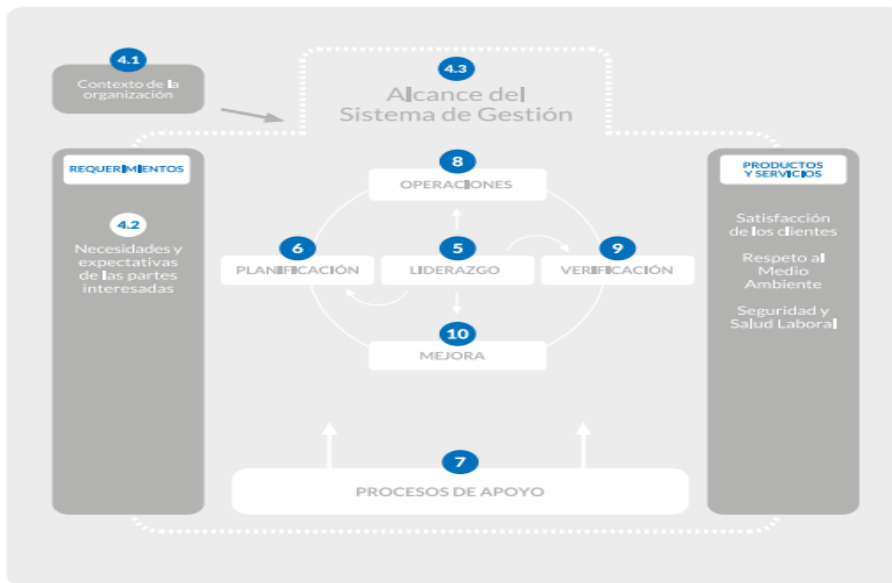 4.1
Contexto de la
organización
4.3
Alcance del
Sistema de Gestión
REQUERIMIENTOS
4.2
Necesidades y
expectativas
de las partes
interesadas
8
OPERACIONES
6
PLANIFICACIÓN
5
LIDERAZGO
9
VERIFICACIÓN
10
MEJORA
7
PROCESOS DE APOYO
PRODUCTOS
Y SERVICIOS
Satisfacción
de los clientes
Respeto al
Medio
Ambiente
Seguridad y
Salud Laboral